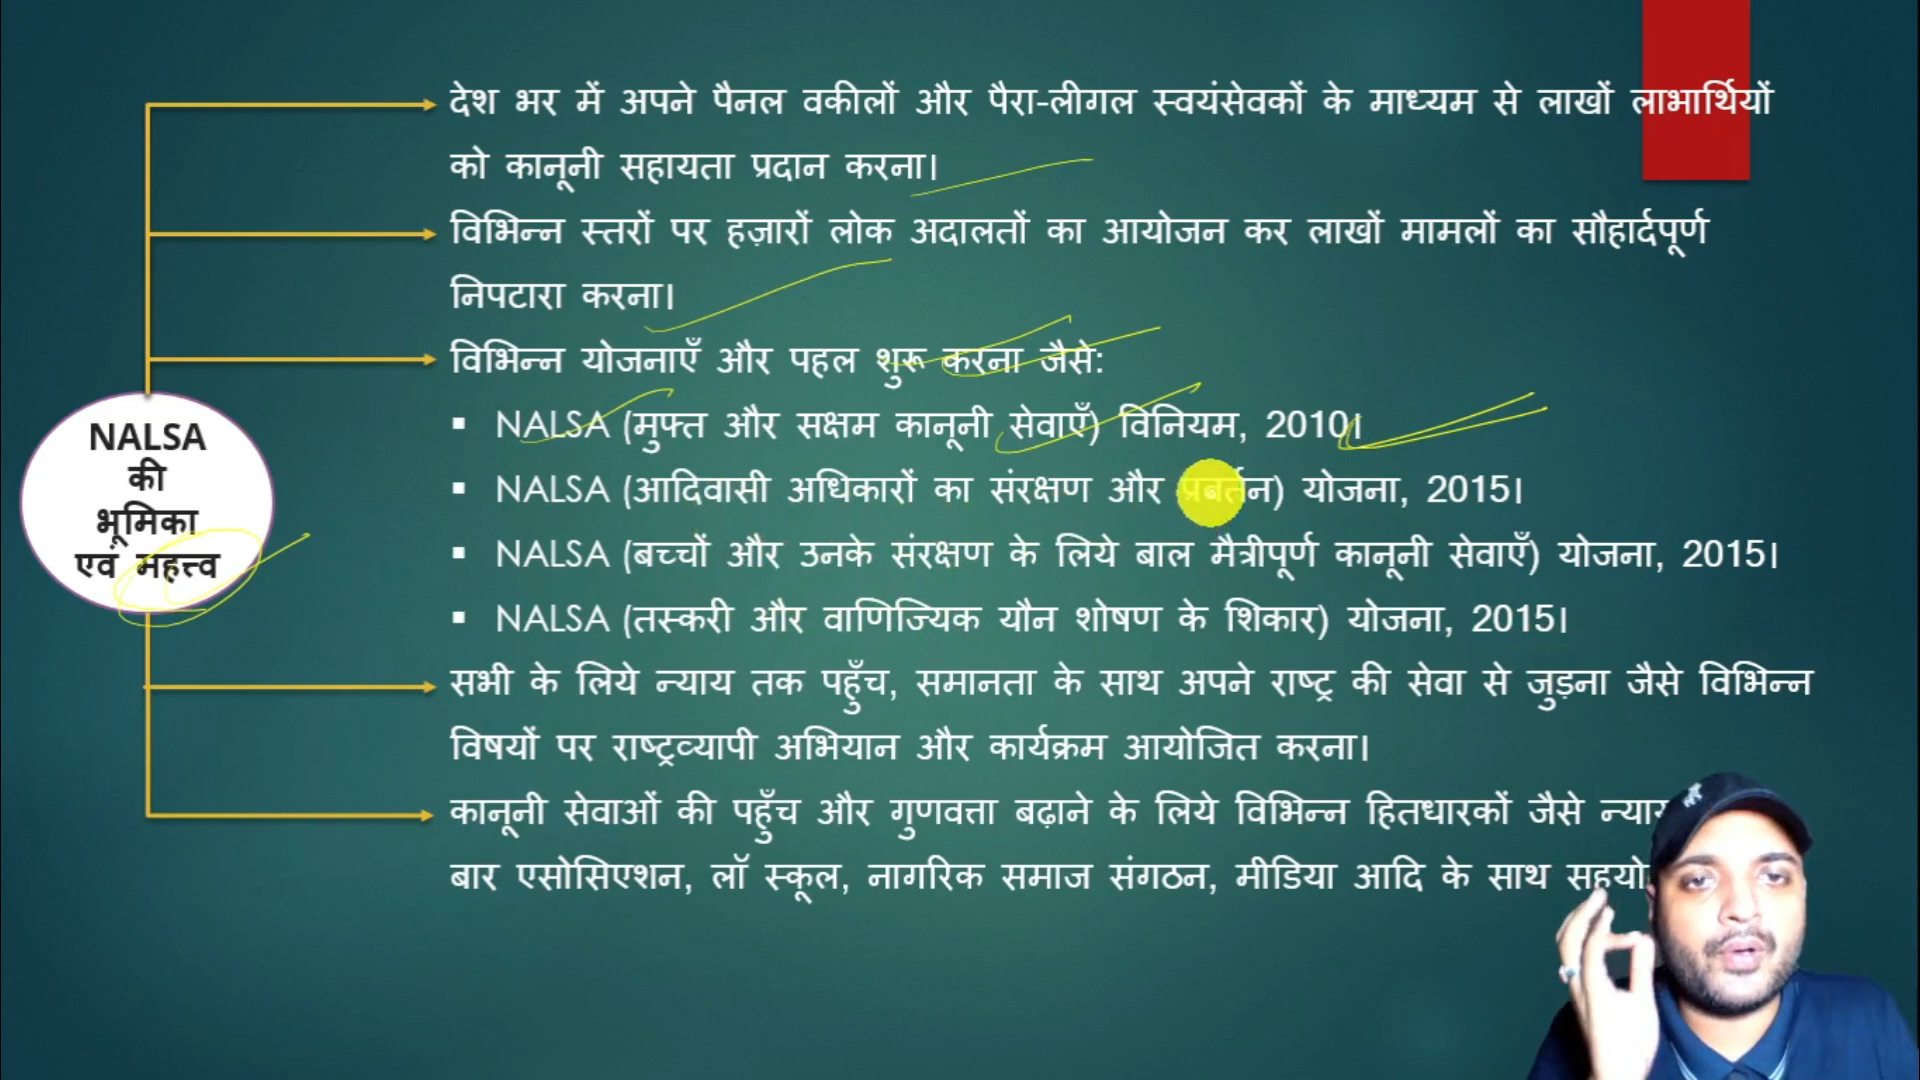 देश भर में अपने पैनल वकीलों और पैरा-लीगल स्वयंसेवकों के माध्यम से लाखों लाभार्थियों
को कानूनी सहायता प्रदान करना।
विभिन्न स्तरों पर हज़ारों लोक अदालतों का आयोजन कर लाखों मामलों का सौहार्दपूर्ण
निपटारा करना।
विभिन्न योजनाएँ और पहल शुरू करना जैसे:
▪ NALSA (मुफ्त और सक्षम कानूनी सेवाएँ) विनियम, 2010।
▪ NALSA (आदिवासी अधिकारों का संरक्षण और प्रबर्तन) योजना, 2015।
▪ NALSA (बच्चों और उनके संरक्षण के लिये बाल मैत्रीपूर्ण कानूनी सेवाएँ) योजना, 2015।
▪ NALSA (तस्करी और वाणिज्यिक यौन शोषण के शिकार) योजना, 2015।
सभी के लिये न्याय तक पहुँच, समानता के साथ अपने राष्ट्र की सेवा से जुड़ना जैसे विभिन्न
विषयों पर राष्ट्रव्यापी अभियान और कार्यक्रम आयोजित करना।
कानूनी सेवाओं की पहुँच और गुणवत्ता बढ़ाने के लिये विभिन्न हितधारकों जैसे
बार एसोसिएशन, लॉ स्कूल, नागरिक समाज संगठन, मीडिया आदि के साथ
NALSA
की
भूमिका
एवं महत्त्व